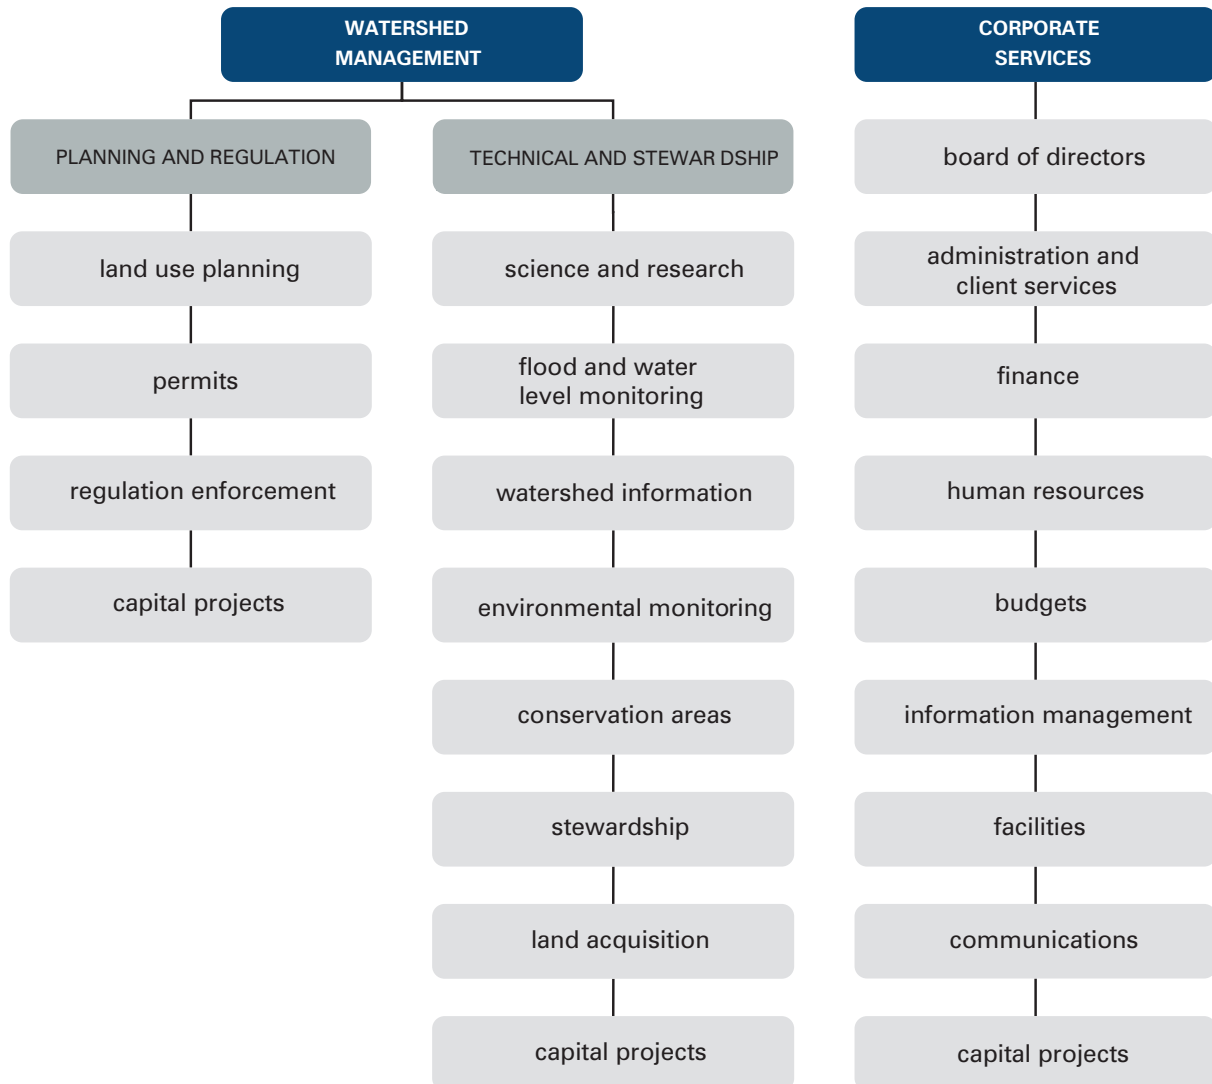 WATERSHED
MANAGEMENT
PLANNING AND REGULATION
land use planning
permits
regulation enforcement
capital projects
TECHNICAL AND STEWAR DSHIP
science and research
flood and water
level monitoring
watershed information
environmental monitoring
conservation areas
stewardship
land acquisition
capital projects
CORPORATE
SERVICES
board of directors
administration and
client services
finance
human resources
budgets
information management
facilities
communications
capital projects